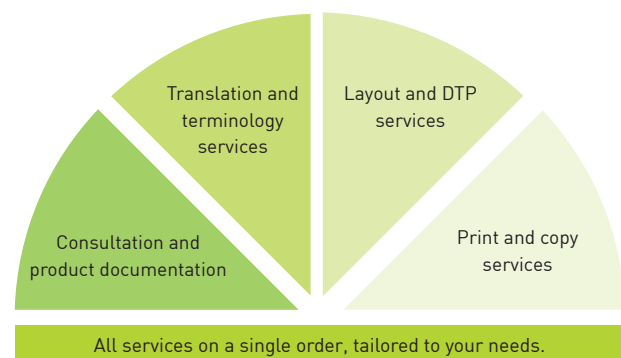 Translation and
terminology
services
Layout and DTP
services
Consultation and
product documentation
Print and copy
services
All services on a single order, tailored to your needs.